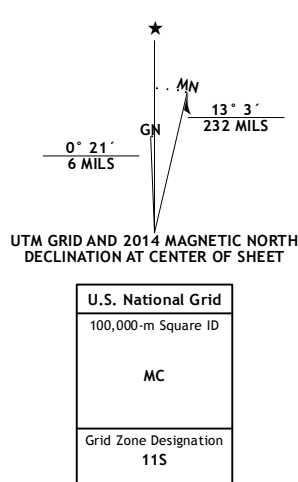 MN
GN
13° 3´
232 MILS
0° 21´
6 MILS
UTM GRID AND 2014 MAGNETIC NORTH
DECLINATION AT CENTER OF SHEET
U.S. National Grid
100,000-m Square ID
MC
Grid Zone Designation
11S